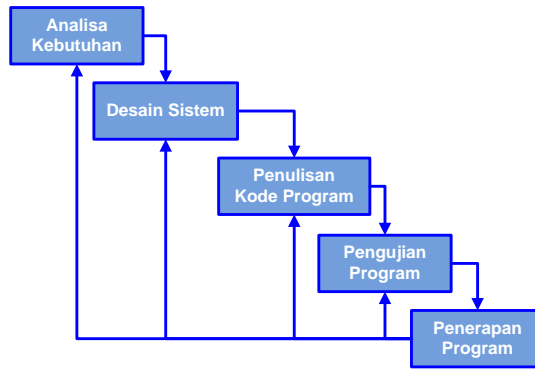 Analisa
Kebutuhan
Desain Sistem
Penulisan
Kode Program
Pengujian
Program
Penerapan
Program